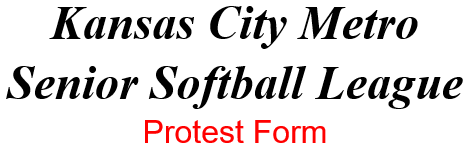 Kansas City Metro
Senior Softball League
Protest Form